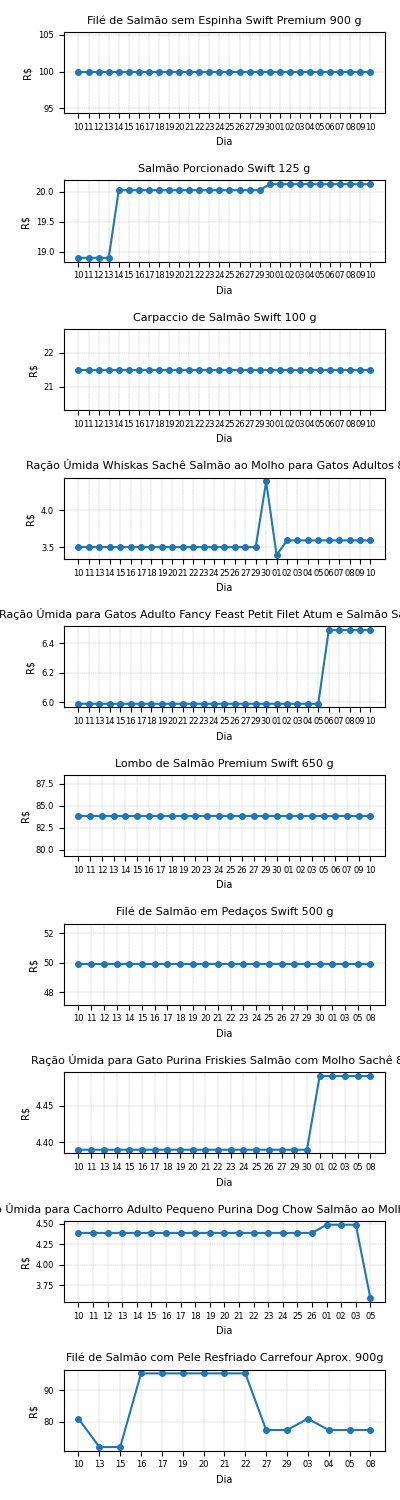 Filé de Salmão sem Espinha Swift Premium 900 g
105
100
95
R$
10 11 12 13 14 15 16 17 18 19 20 21 22 23 24 25 26 27 29 30 01 02 03 04 05 06 07 08 09 10
Dia
Salmão Porcionado Swift 125 g
20.0
19.5
19.0
R$
10 11 12 13 14 15 16 17 18 19 20 21 22 23 24 25 26 27 29 30 01 02 03 04 05 06 07 08 09 10
Dia
Carpaccio de Salmão Swift 100 g
22
21
R$
10 11 12 13 14 15 16 17 18 19 20 21 22 23 24 25 26 27 29 30 01 02 03 04 05 06 07 08 09 10
Dia
Ração Úmida Whiskas Sachê Salmão ao Molho para Gatos Adultos 8
4.0
3.5
R$
10 11 12 13 14 15 16 17 18 19 20 21 22 23 25 26 27 29 30 01 02 03 04 05 06 07 08 09 10
Dia
Ração Úmida para Gatos Adulto Fancy Feast Petit Filet Atum e Salmão Sa
6.4
6.2
6.0
R$
10 11 12 13 14 15 16 17 18 19 20 21 22 23 24 26 27 29 30 01 02 03 04 05 06 07 08 09 10
Dia
Lombo de Salmão Premium Swift 650 g
87.5
85.0
82.5
80.0
R$
10 11 12 13 14 15 16 17 18 19 20 23 24 25 26 27 29 30 01 02 03 05 06 07 09 10
Dia
Filé de Salmão em Pedaços Swift 500 g
52
50
48
R$
10 11 12 13 14 15 16 17 18 19 20 21 22 23 24 25 26 27 29 30 01 03 05 08
Dia
Ração Úmida para Gato Purina Friskies Salmão com Molho Sachê 8
4.45
4.40
R$
10 11 12 13 14 15 16 17 18 20 21 22 23 24 25 26 27 29 30 01 02 03 05 08
Dia
o Úmida para Cachorro Adulto Pequeno Purina Dog Chow Salmão ao Molh
4.50
4.25
4.00
3.75
R$
10 11 12 13 14 15 16 17 18 19 20 21 22 23 24 25 26 01 02 03 05
Dia
Filé de Salmão com Pele Resfriado Carrefour Aprox. 900g
90
80
R$
10 13 15 16 17 19 20 21 22 27 29 03 04 05 08
Dia